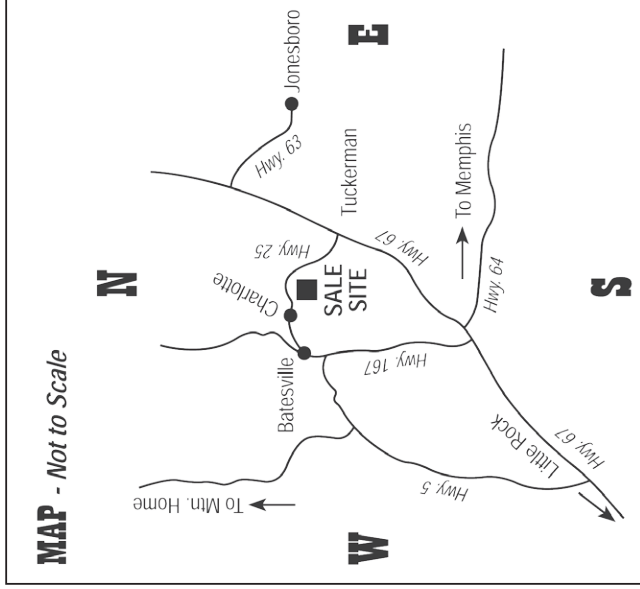 MAP - Not to Scale
N
E
W
S
Jonesboro
Hwy. 63
Tuckerman
Hwy. 25
Charlotte
SALE
SITE
Hwy. 67
To Memphis
Hwy. 64
Batesville
Hwy. 167
To Mtn. Home
Hwy. 5
Little Rock
Hwy. 67